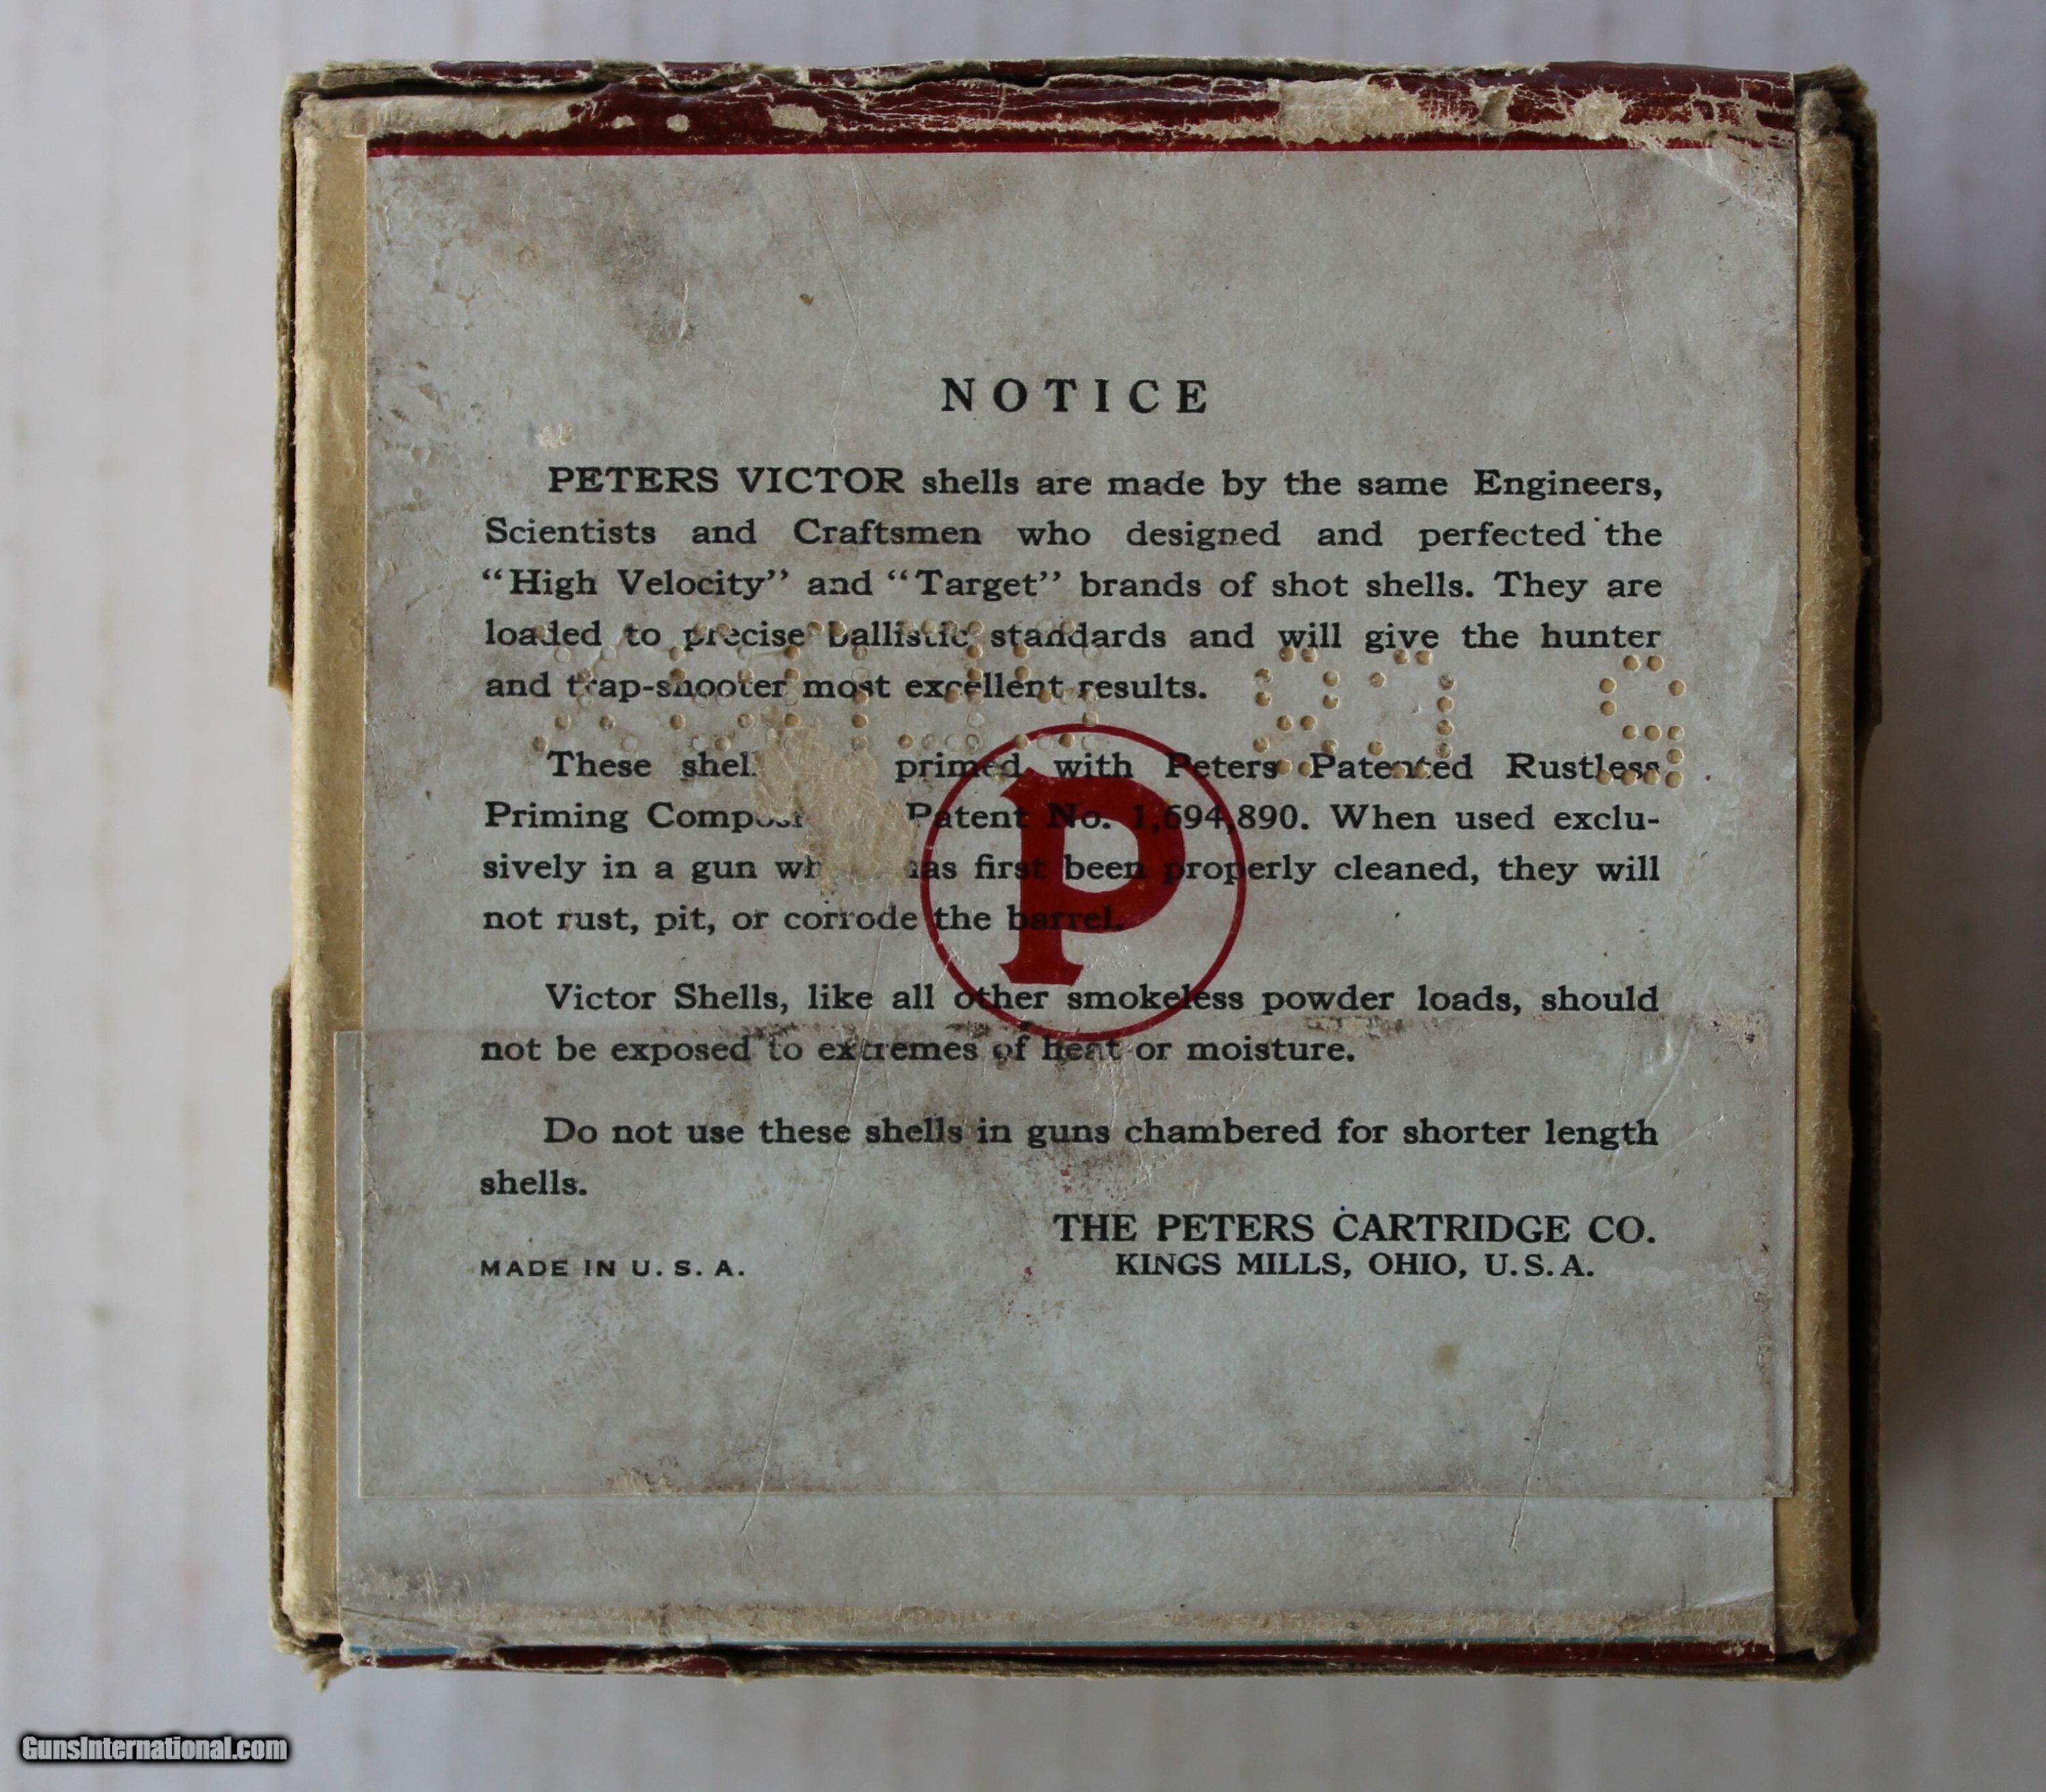 NOTICE
PETERS VICTOR shells are made by the same Engineers,
Scientists and Craftsmen who designed and perfected the
“High Velocity” and “Target” brands of shot shells. They are
loaded to precise ballistic standards and will give the hunter
and trap-shooter most excellent results.
These primed with Peters Patented Rustless
Priming Patent No. 1,694,890. When used exclu-
sively in a gun has first been properly cleaned, they will
not rust, pit, or corrode the barrel.
P
Victor Shells, like all other smokeless powder loads, should
not be exposed to extremes of heat or moisture.
Do not use these shells in guns chambered for shorter length
shells.
THE PETERS CARTRIDGE CO.
MADE IN U. S. A.
KINGS MILLS, OHIO, U.S.A.
GunsInternational.com